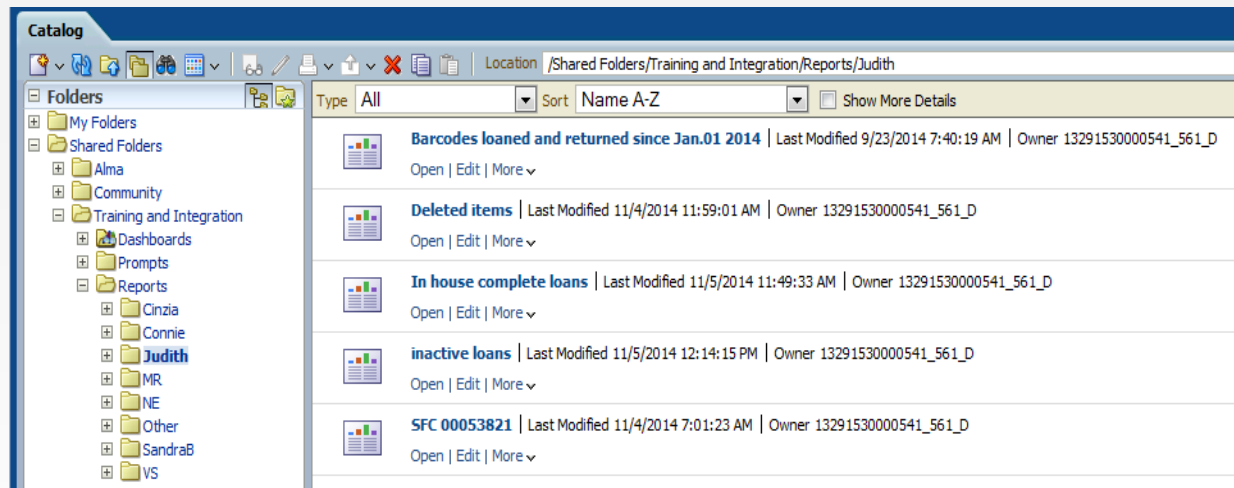 Catalog
Location /Shared Folders/Training and Integration/Reports/Judith
Folders
My Folders
Shared Folders
Alma
Community
Training and Integration
Dashboards
Prompts
Reports
Cinzia
Connie
Judith
MR
NE
Other
SandraB
VS
Type All Sort Name A-Z Show More Details
Barcodes loaned and returned since Jan.01 2014 | Last Modified 9/23/2014 7:40:19 AM | Owner 13291530000541_561_D
Open | Edit | More
Deleted items | Last Modified 11/4/2014 11:59:01 AM | Owner 13291530000541_561_D
Open | Edit | More
In house complete loans | Last Modified 11/5/2014 11:49:33 AM | Owner 13291530000541_561_D
Open | Edit | More
inactive loans | Last Modified 11/5/2014 12:14:15 PM | Owner 13291530000541_561_D
Open | Edit | More
SFC 00053821 | Last Modified 11/4/2014 7:01:23 AM | Owner 13291530000541_561_D
Open | Edit | More